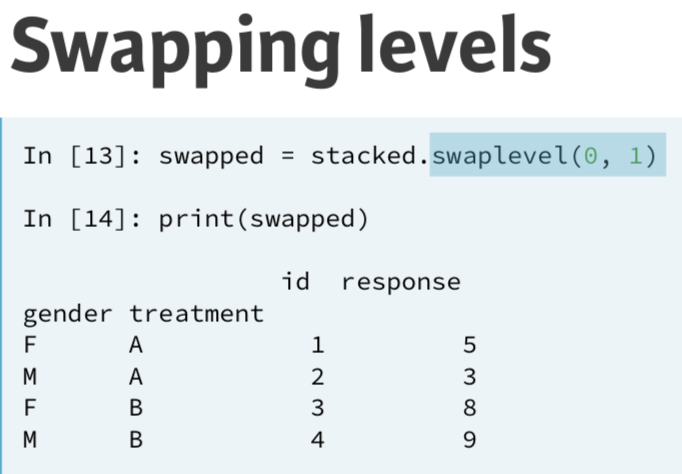 Swapping levels
In [13]: swapped = stacked.swaplevel(0, 1)
In [14]: print(swapped)
id response
gender treatment
F A 1 5
M A 2 3
F B 3 8
M B 4 9